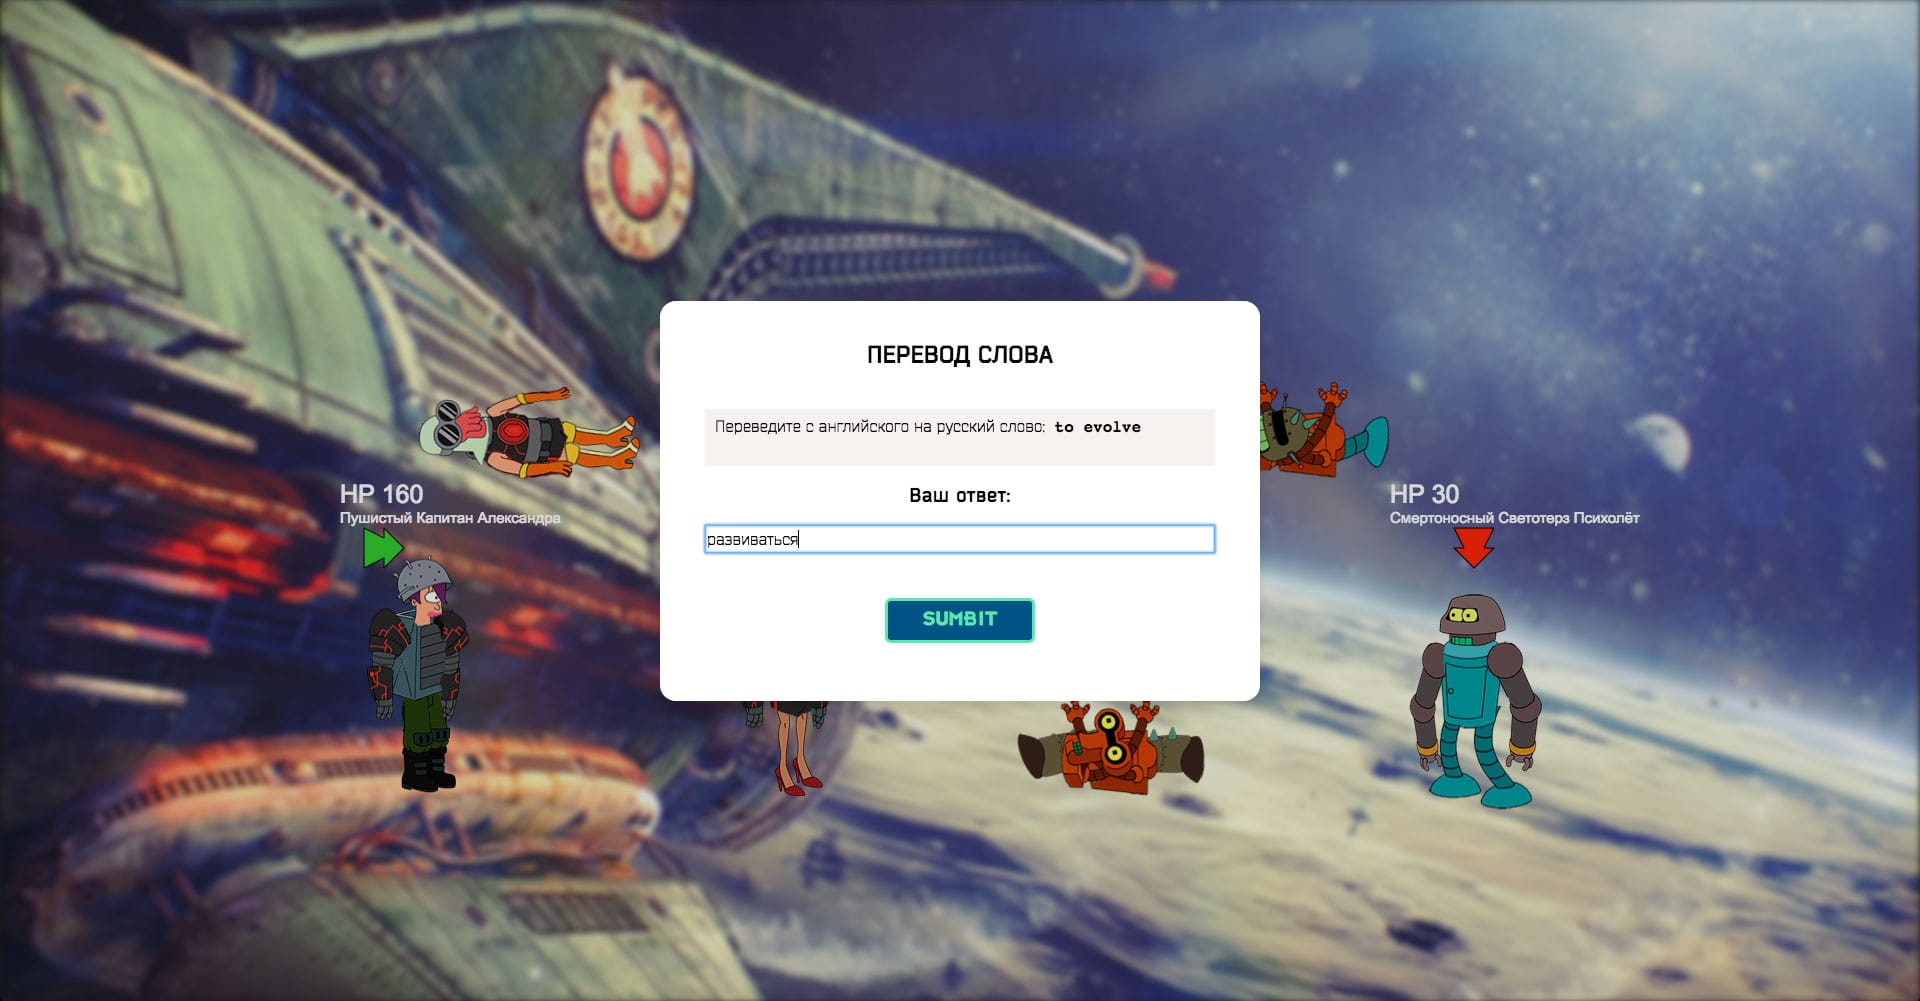 ПЕРЕВОД СЛОВА
Переведите с английского на русский слово: to evolve
Ваш ответ:
HP 160
Пушистый Капитан Александра
HP 30
Смертоносный Светотерз Психолёт
развиваться
SUMBIT